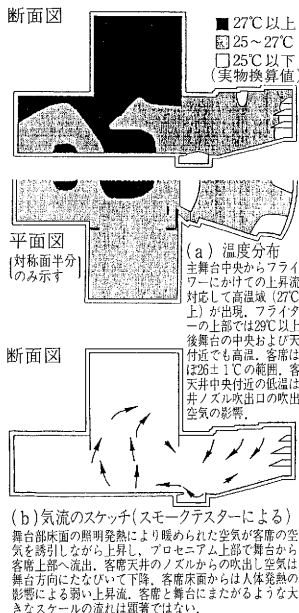 断面図
■27℃以上
25～27℃
□25℃以下
(実物換算値)
平面図
対称面半分
のみ示す
(a) 温度分布
主舞台中央からフライ
ワーにかけての上昇流
対応して高温域(27℃
上)が出現。フライタ
ーの上部では29℃以上
後舞台の中央および天
付近でも高温。客席は
ぼ26±1℃の範囲。客
天井中央付近の低温は
井ノズル吹出口の吹出
空気の影響。
断面図
(b)気流のスケッチ(スモークテスターによる)
舞台部床面の照明発熱により暖められた空気が客席の空
気を誘引しながら上昇し、プロセニアム上部で舞台から
客席上部へ流出。客席天井のノズルからの吹出し空気は
舞台方向にたなびいて下降。客席床面からは人体発熱の
影響による弱い上昇流。客席と舞台にまたがるような大
きなスケールの流れは顕著ではない。